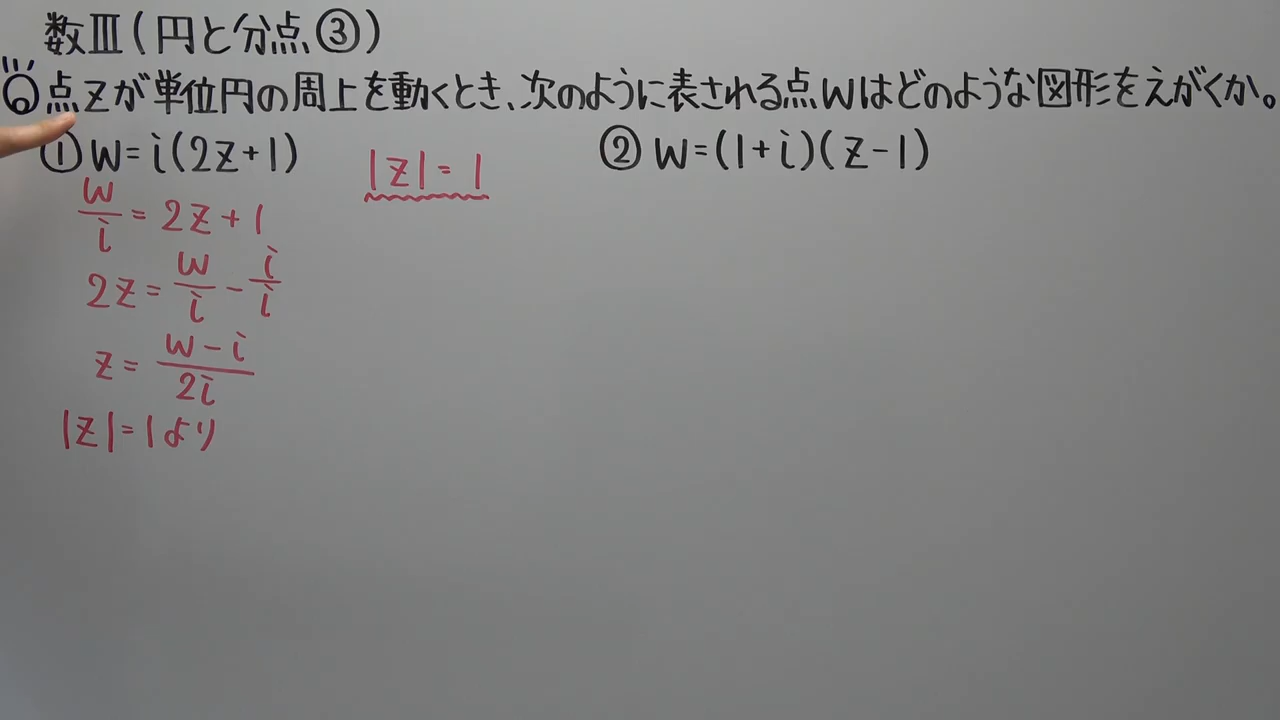 数Ⅲ(円と分点③)
Q点Zが単位円の周上を動くとき、次のように表される点Wはどのような図形をえがくか。
① W=i(2Z+1)
|Z|=1
② W=(1+i)(Z-1)
W/i=2Z+1
2Z=W/i-i/i
Z=W-i/2i
|Z|=1より